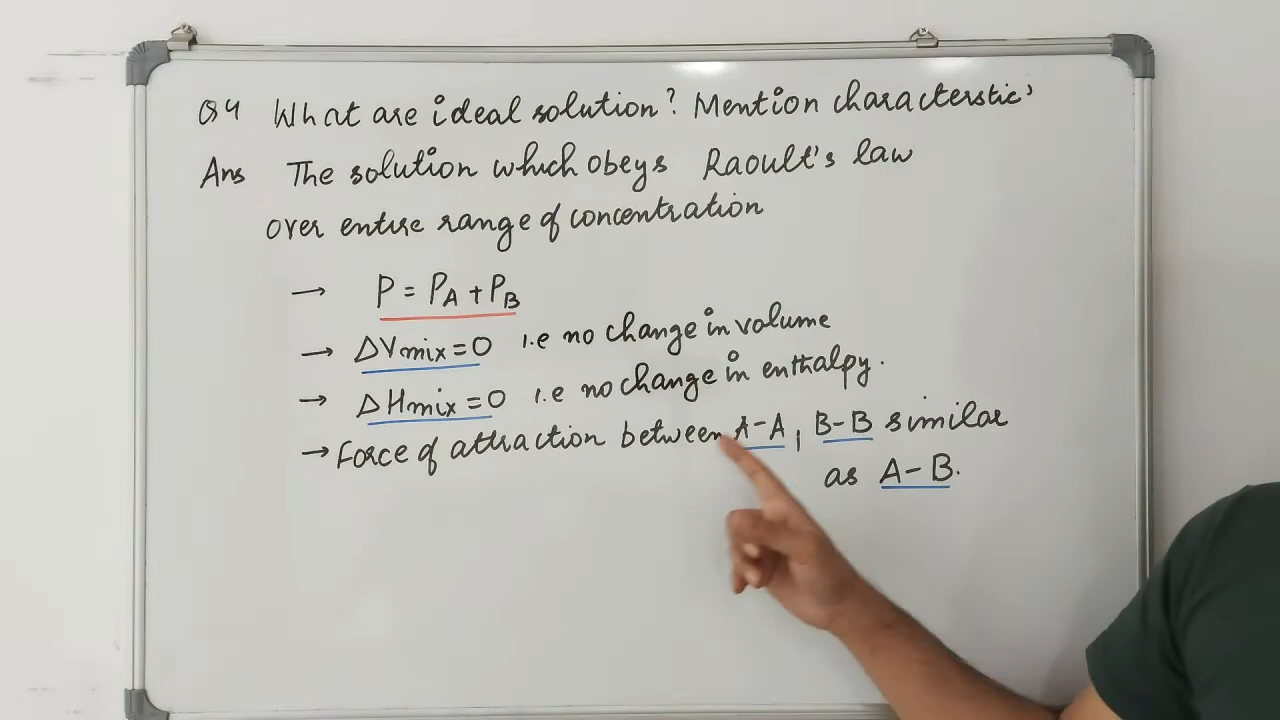 Q4 What are ideal solution? Mention characterstic'
Ans The solution which obeys Raoult's law
over entire range of concentration
→ P = PA + PB
→ ΔVmix = 0 i.e no change in volume
→ ΔHmix = 0 i.e no change in enthalpy.
→ Force of attraction between A-A, B-B similar
as A-B.